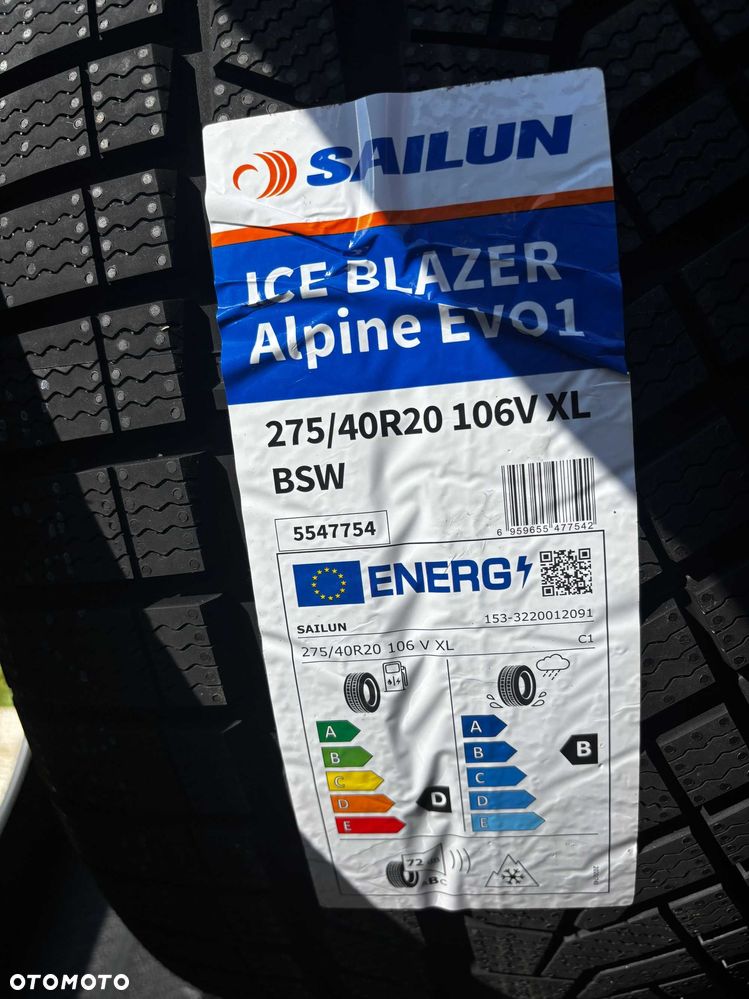 SAILUN
ICE BLAZER
Alpine EVO1
275/40R20 106V XL
BSW
5547754
6 959655 477542
ENERG
SAILUN
153-3220012091
275/40R20 106 V XL
C1
A
B
C
D
E
D
A
B
C
D
E
B
72
ABC
OTOMOTO